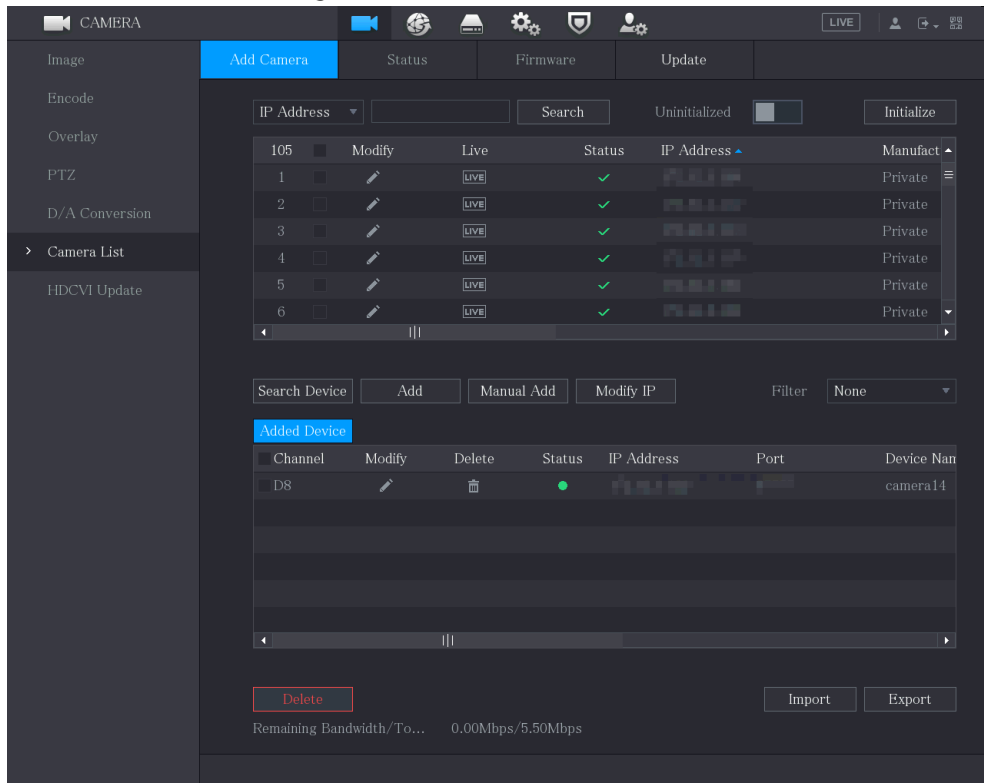 CAMERA LIVE
Image Add Camera Status Firmware Update
Encode IP Address Search Uninitialized Initialize
Overlay
105 Modify Live Status IP Address Manufact
PTZ 1 LIVE Private
D/A Conversion 2 LIVE Private
3 LIVE Private
Camera List 4 LIVE Private
HDCVI Update 5 LIVE Private
6 LIVE Private
Search Device Add Manual Add Modify IP Filter None
Added Device
Channel Modify Delete Status IP Address Port Device Nam
D8 camera14
Delete Import Export
Remaining Bandwidth/To... 0.00Mbps/5.50Mbps